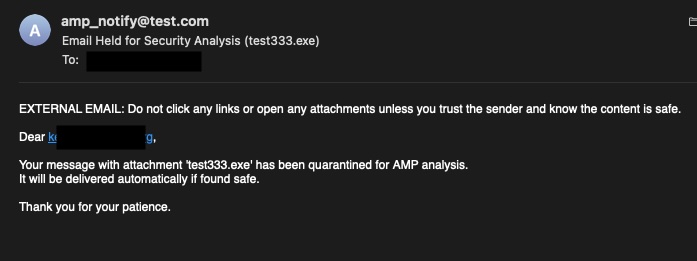 A
amp_notify@test.com
Email Held for Security Analysis (test333.exe)
To:
EXTERNAL EMAIL: Do not click any links or open any attachments unless you trust the sender and know the content is safe.
Dear ke g,
Your message with attachment 'test333.exe' has been quarantined for AMP analysis.
It will be delivered automatically if found safe.
Thank you for your patience.